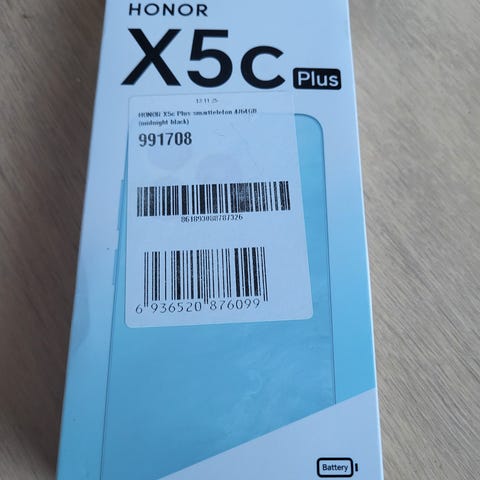 HONOR
X5c Plus
12.11.25
HONOR X5c Plus smarttelefon 4/64GB
(midnight black)
991708
861893088787326
6 936520 876099
Battery